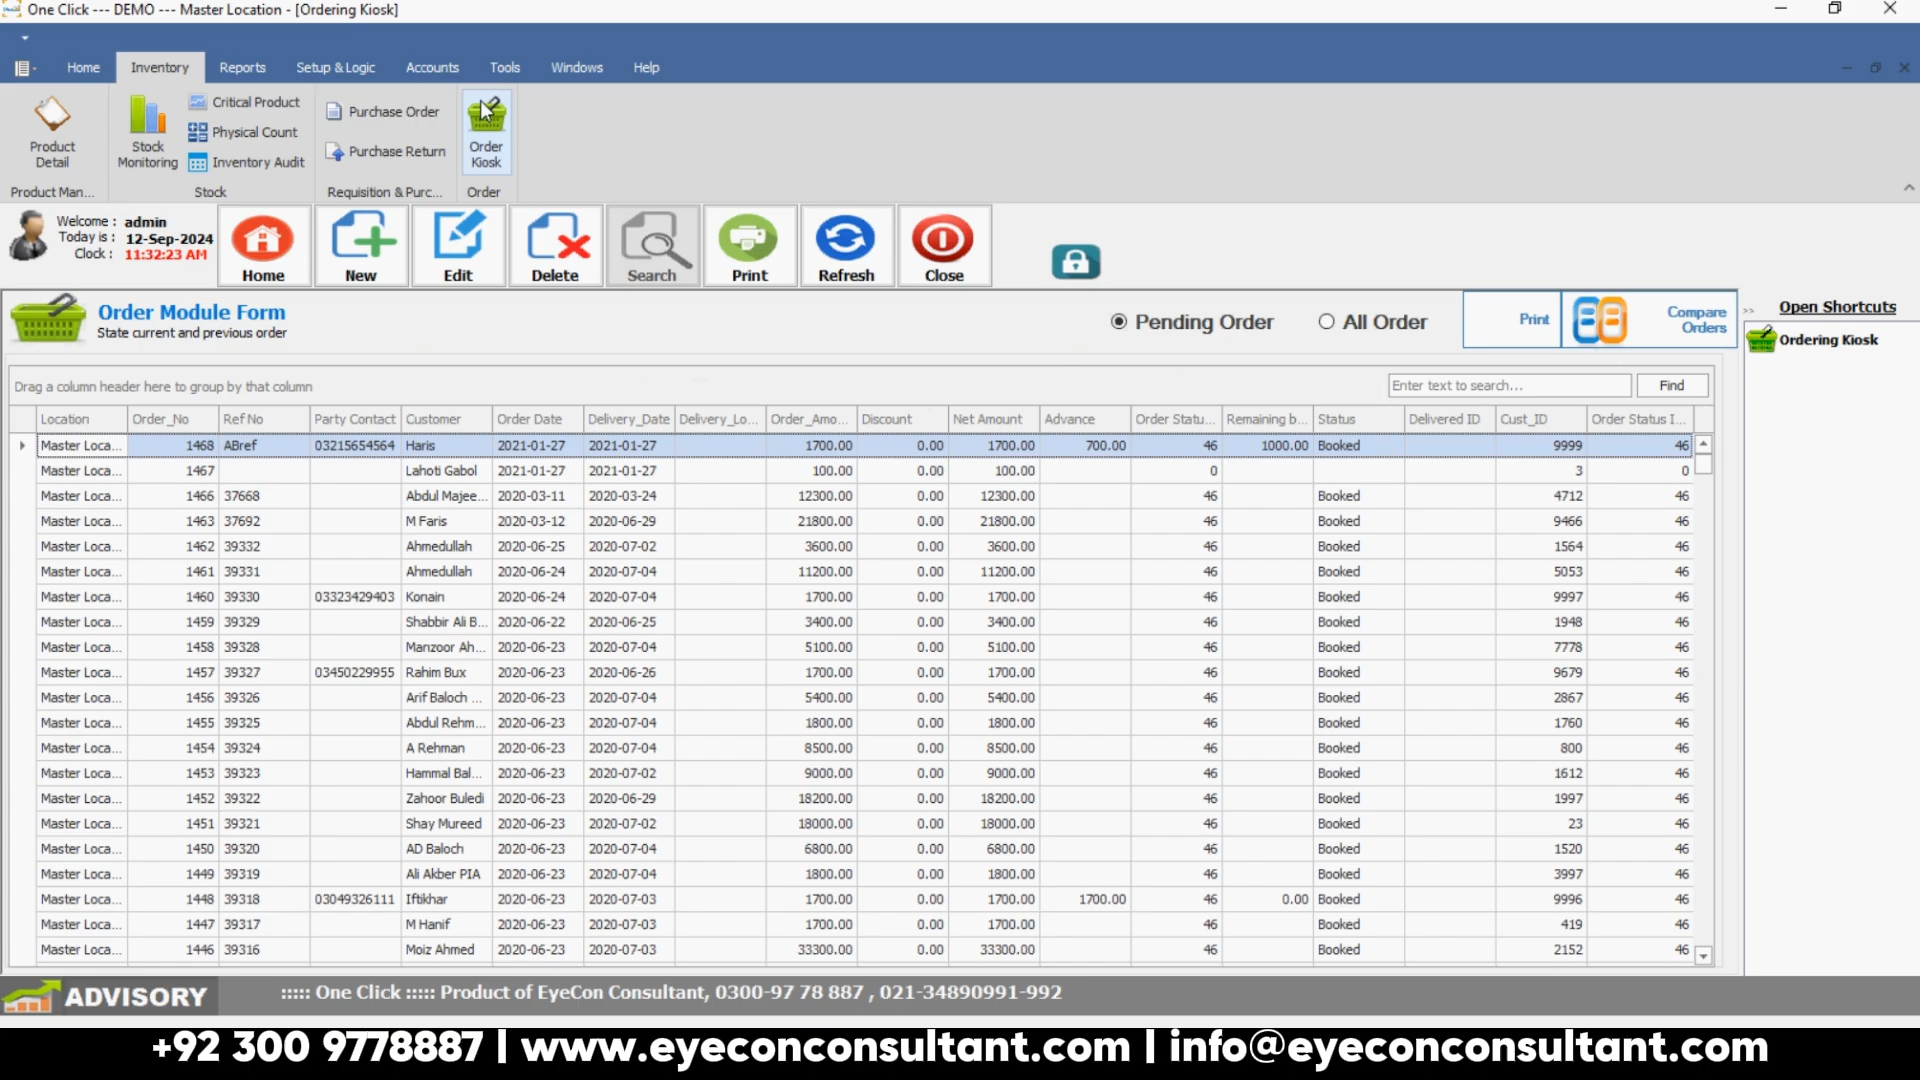 One Click --- DEMO --- Master Location - [Ordering Kiosk]
Home Inventory Reports Setup & Logic Accounts Tools Windows Help
Product Detail
Stock Monitoring
Critical Product
Physical Count
Inventory Audit
Purchase Order
Purchase Return
Order Kiosk
Product Man... Stock Requisition & Purc... Order
Welcome : admin
Today is : 12-Sep-2024
Clock : 11:32:23 AM
Home New Edit Delete Search Print Refresh Close
Order Module Form
State current and previous order
Pending Order All Order Print Compare Orders
>> Open Shortcuts
Ordering Kiosk
Drag a column header here to group by that column Enter text to search... Find
Location Order_No Ref No Party Contact Customer Order Date Delivery_Date Delivery_Lo... Order_Amo... Discount Net Amount Advance Order Statu... Remaining b... Status Delivered ID Cust_ID Order Status I...
Master Loca... 1468 ABref 03215654564 Haris 2021-01-27 2021-01-27 1700.00 0.00 1700.00 700.00 46 1000.00 Booked 9999 46
Master Loca... 1467 Lahoti Gabol 2021-01-27 2021-01-27 100.00 0.00 100.00 0 3 0
Master Loca... 1466 37668 Abdul Majee... 2020-03-11 2020-03-24 12300.00 0.00 12300.00 46 Booked 4712 46
Master Loca... 1463 37692 M Faris 2020-03-12 2020-06-29 21800.00 0.00 21800.00 46 Booked 9466 46
Master Loca... 1462 39332 Ahmedullah 2020-06-25 2020-07-02 3600.00 0.00 3600.00 46 Booked 1564 46
Master Loca... 1461 39331 Ahmedullah 2020-06-24 2020-07-04 11200.00 0.00 11200.00 46 Booked 5053 46
Master Loca... 1460 39330 03323429403 Konain 2020-06-24 2020-07-04 1700.00 0.00 1700.00 46 Booked 9997 46
Master Loca... 1459 39329 Shabbir Ali B... 2020-06-22 2020-06-25 3400.00 0.00 3400.00 46 Booked 1948 46
Master Loca... 1458 39328 Manzoor Ah... 2020-06-23 2020-07-04 5100.00 0.00 5100.00 46 Booked 7778 46
Master Loca... 1457 39327 03450229955 Rahim Bux 2020-06-23 2020-06-26 1700.00 0.00 1700.00 46 Booked 9679 46
Master Loca... 1456 39326 Arif Baloch ... 2020-06-23 2020-07-04 5400.00 0.00 5400.00 46 Booked 2867 46
Master Loca... 1455 39325 Abdul Rehm... 2020-06-23 2020-07-04 1800.00 0.00 1800.00 46 Booked 1760 46
Master Loca... 1454 39324 A Rehman 2020-06-23 2020-07-04 8500.00 0.00 8500.00 46 Booked 800 46
Master Loca... 1453 39323 Hammal Bal... 2020-06-23 2020-07-02 9000.00 0.00 9000.00 46 Booked 1612 46
Master Loca... 1452 39322 Zahoor Buledi 2020-06-23 2020-06-29 18200.00 0.00 18200.00 46 Booked 1997 46
Master Loca... 1451 39321 Shay Mureed 2020-06-23 2020-07-02 18000.00 0.00 18000.00 46 Booked 23 46
Master Loca... 1450 39320 AD Baloch 2020-06-23 2020-07-04 6800.00 0.00 6800.00 46 Booked 1520 46
Master Loca... 1449 39319 Ali Akber PIA 2020-06-23 2020-07-04 1800.00 0.00 1800.00 46 Booked 3997 46
Master Loca... 1448 39318 03049326111 Iftikhar 2020-06-23 2020-07-03 1700.00 0.00 1700.00 1700.00 46 0.00 Booked 9996 46
Master Loca... 1447 39317 M Hanif 2020-06-23 2020-07-03 1700.00 0.00 1700.00 46 Booked 419 46
Master Loca... 1446 39316 Moiz Ahmed 2020-06-23 2020-07-03 33300.00 0.00 33300.00 46 Booked 2152 46
ADVISORY ::::: One Click ::::: Product of EyeCon Consultant, 0300-97 78 887 , 021-34890991-992
+92 300 9778887 | www.eyeconconsultant.com | info@eyeconconsultant.com